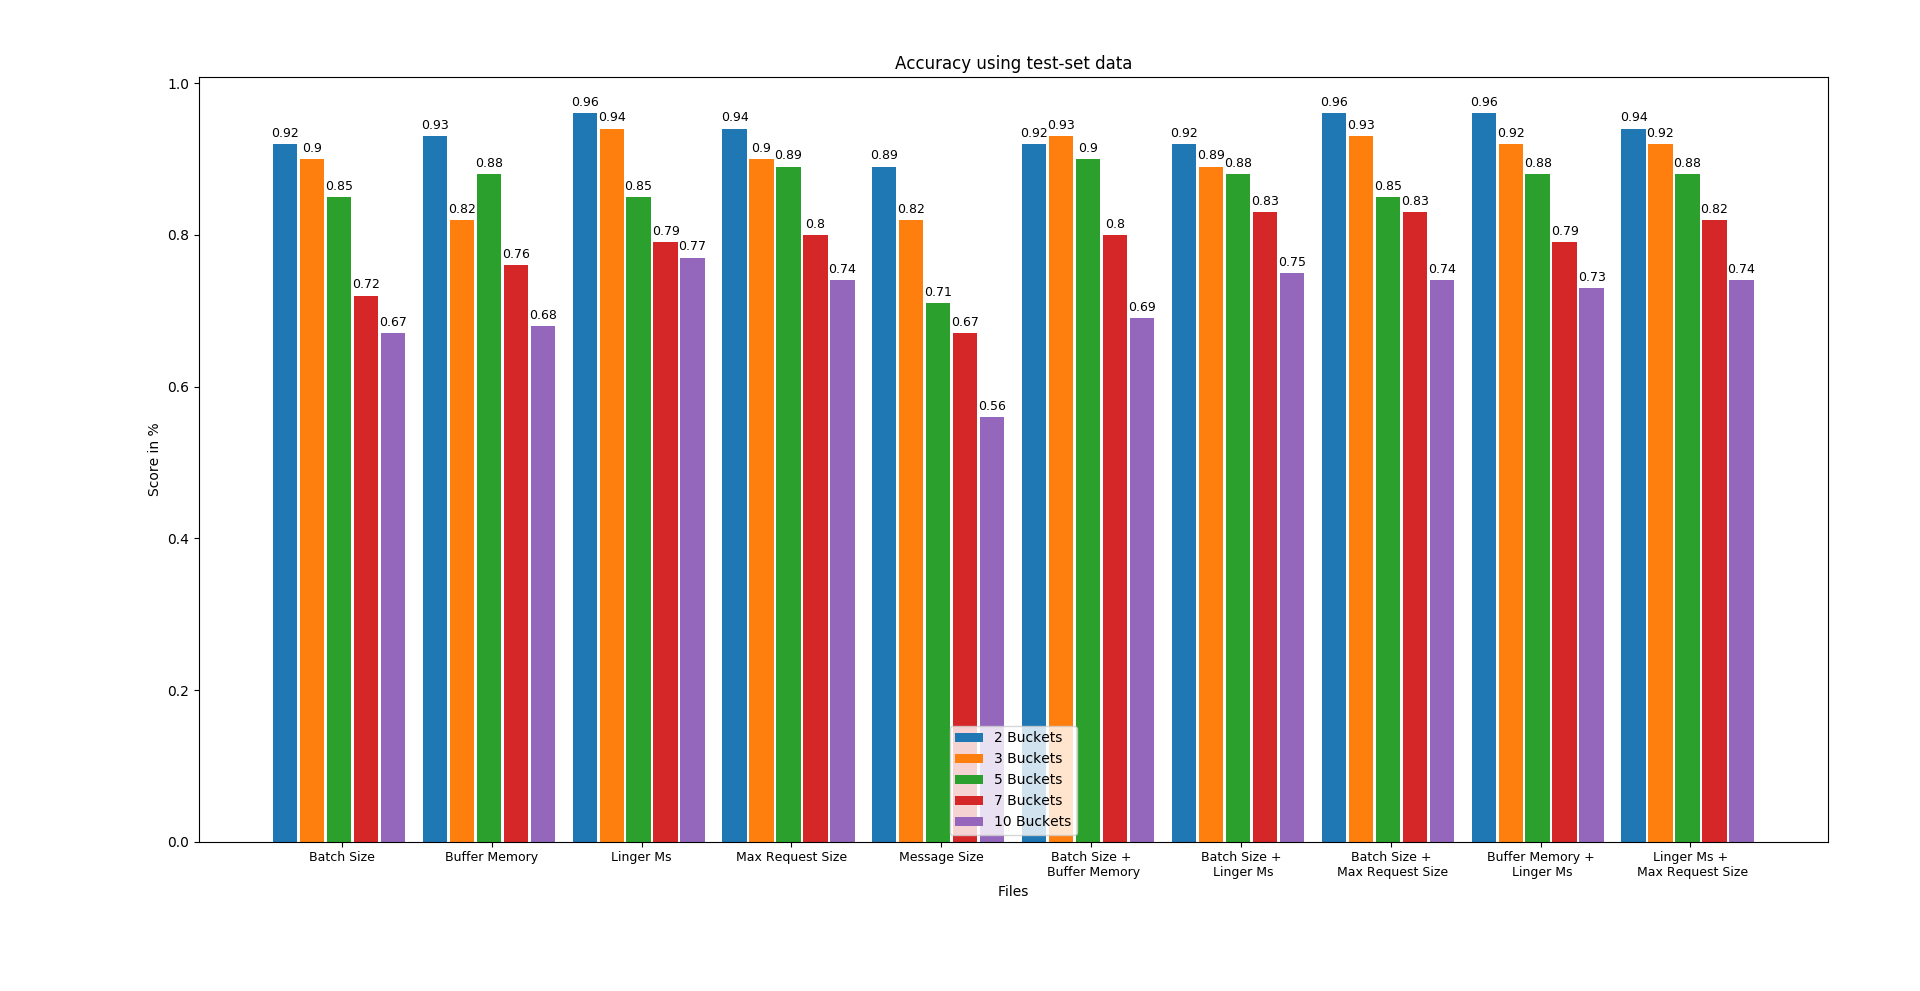 Accuracy using test-set data
1.0
0.8
0.6
0.4
0.2
0.0
Score in %
0.92
0.9
0.85
0.72
0.67
0.93
0.82
0.88
0.76
0.68
0.96
0.94
0.85
0.79
0.77
0.94
0.9
0.89
0.8
0.74
0.89
0.82
0.71
0.67
0.56
0.92
0.93
0.9
0.8
0.69
0.92
0.89
0.88
0.83
0.75
0.96
0.93
0.85
0.83
0.74
0.96
0.92
0.88
0.79
0.73
0.94
0.92
0.88
0.82
0.74
2 Buckets
3 Buckets
5 Buckets
7 Buckets
10 Buckets
Batch Size
Buffer Memory
Linger Ms
Max Request Size
Message Size
Batch Size +
Buffer Memory
Batch Size +
Linger Ms
Batch Size +
Max Request Size
Buffer Memory +
Linger Ms
Linger Ms +
Max Request Size
Files